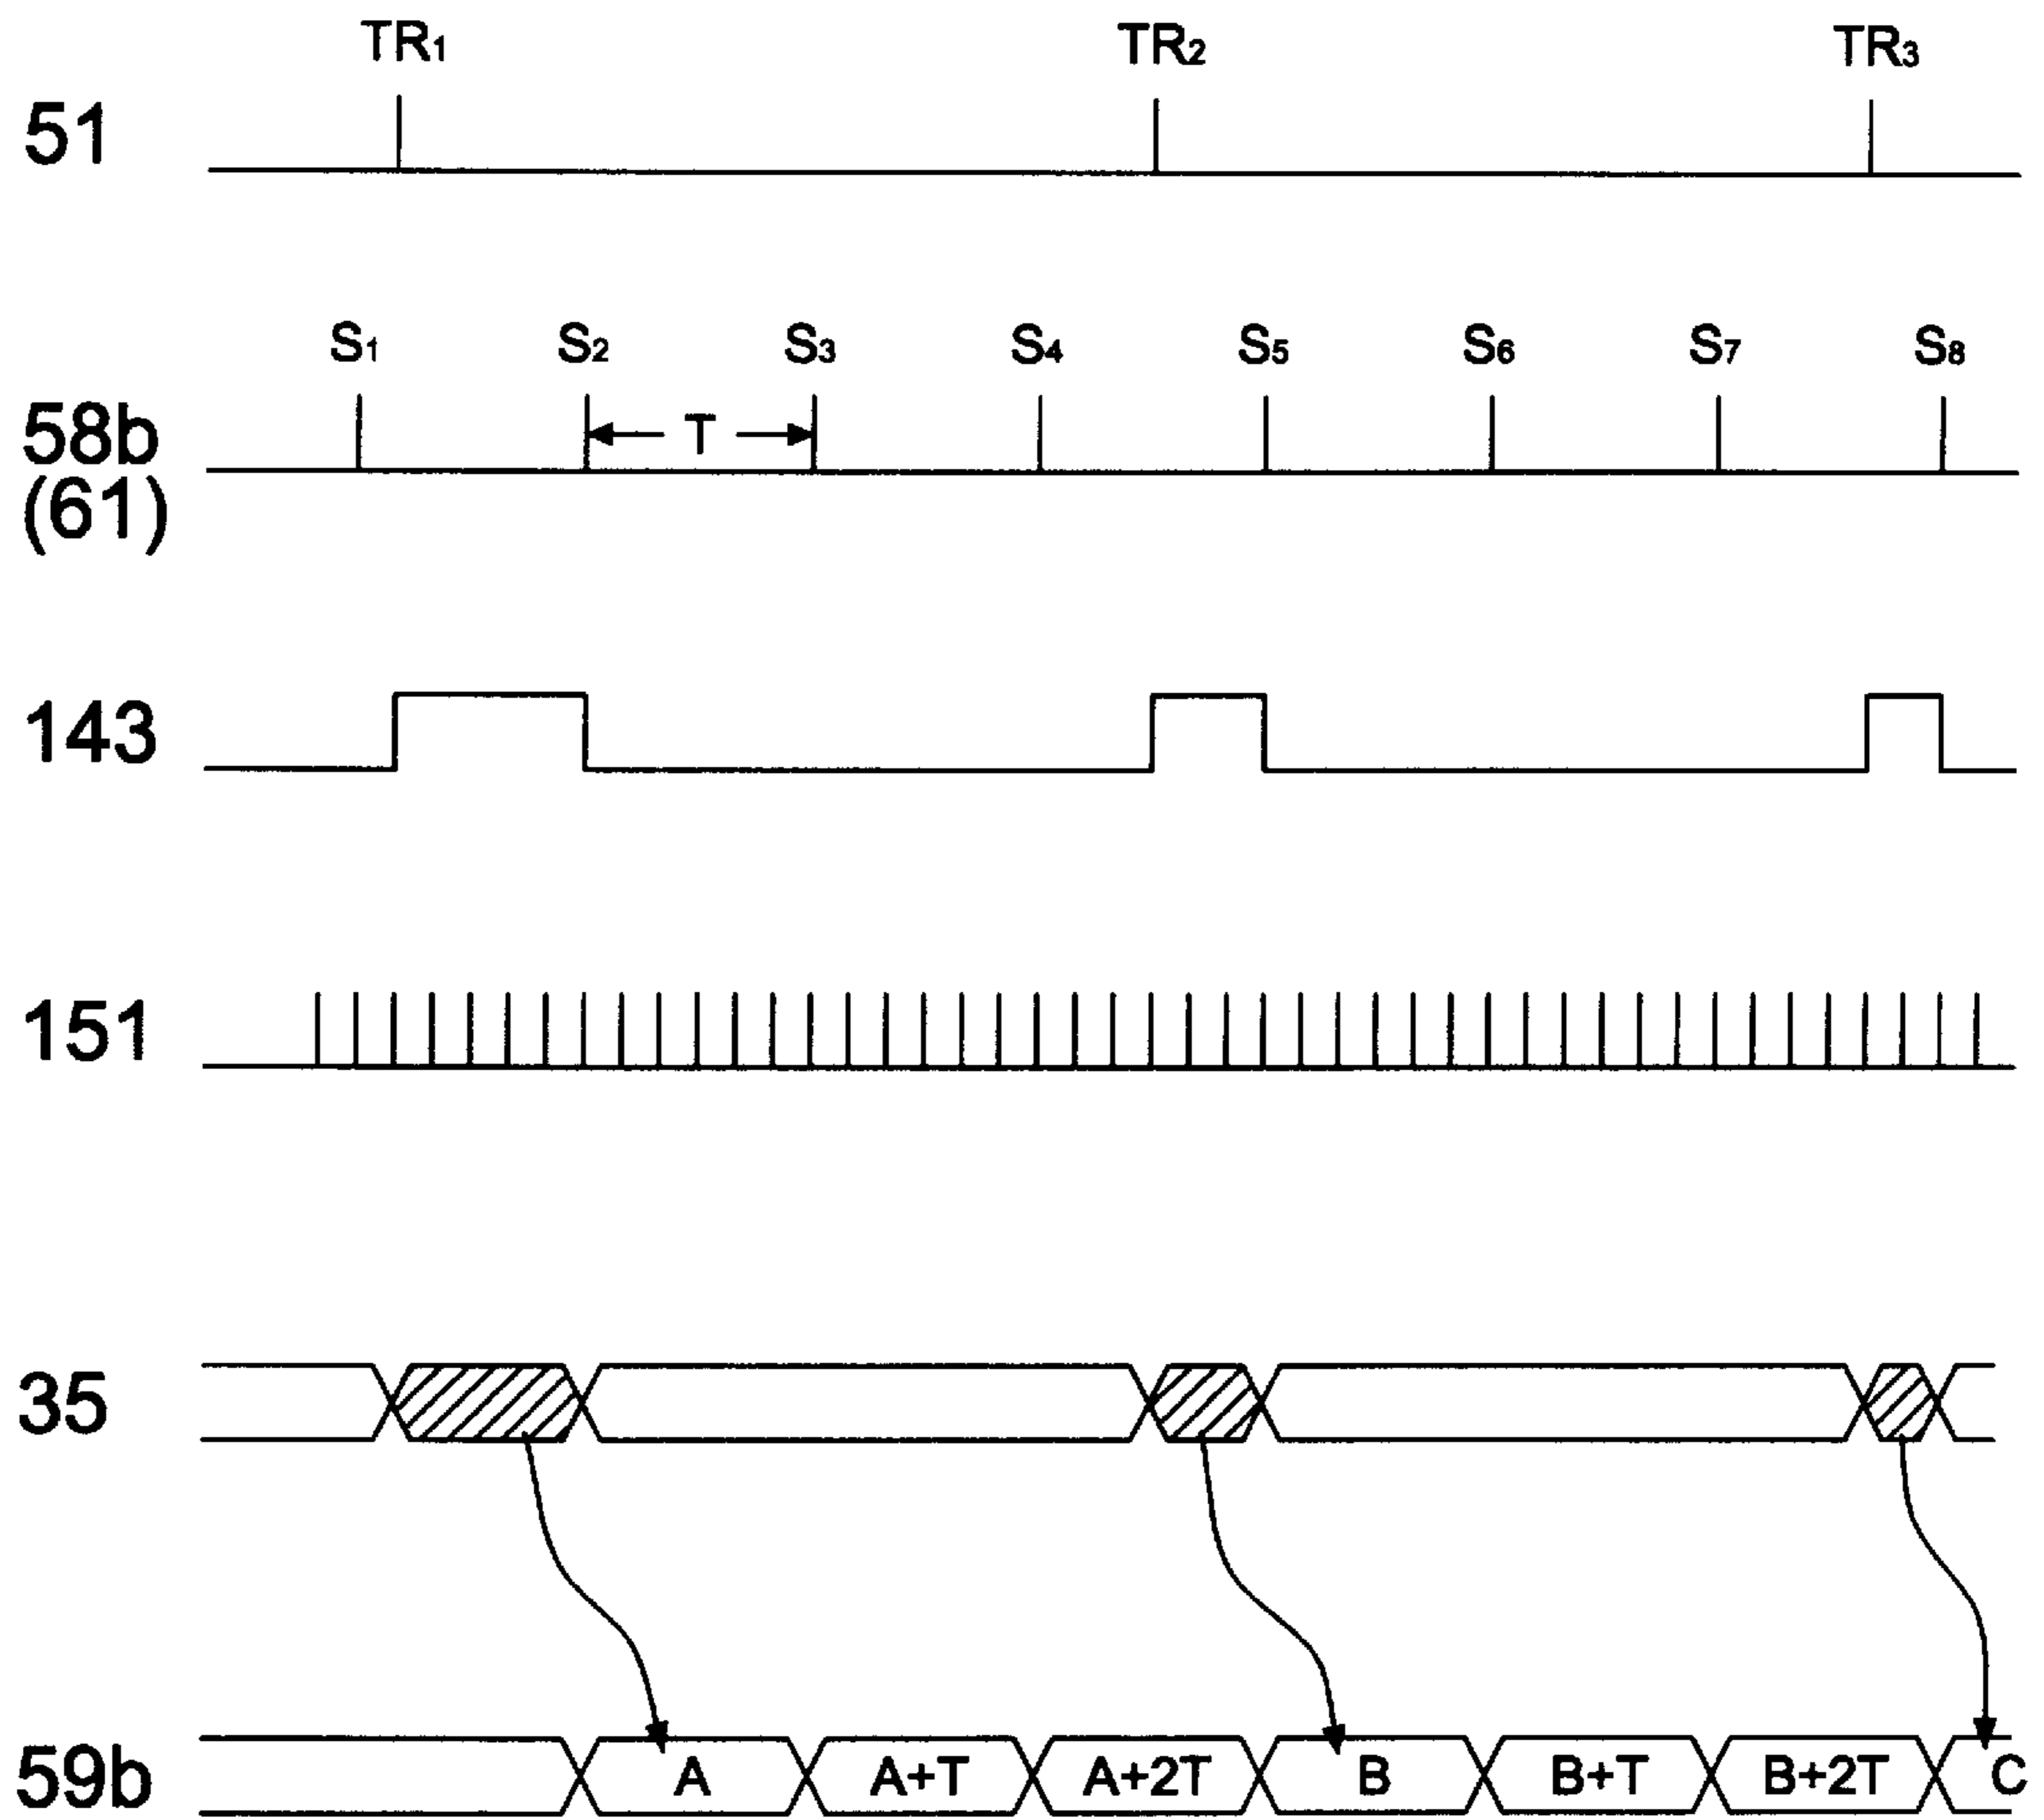 TR1 TR2 TR3
51
S1 S2 S3 S4 S5 S6 S7 S8
58b T
(61)
143
151
35
59b A A+T A+2T B B+T B+2T C